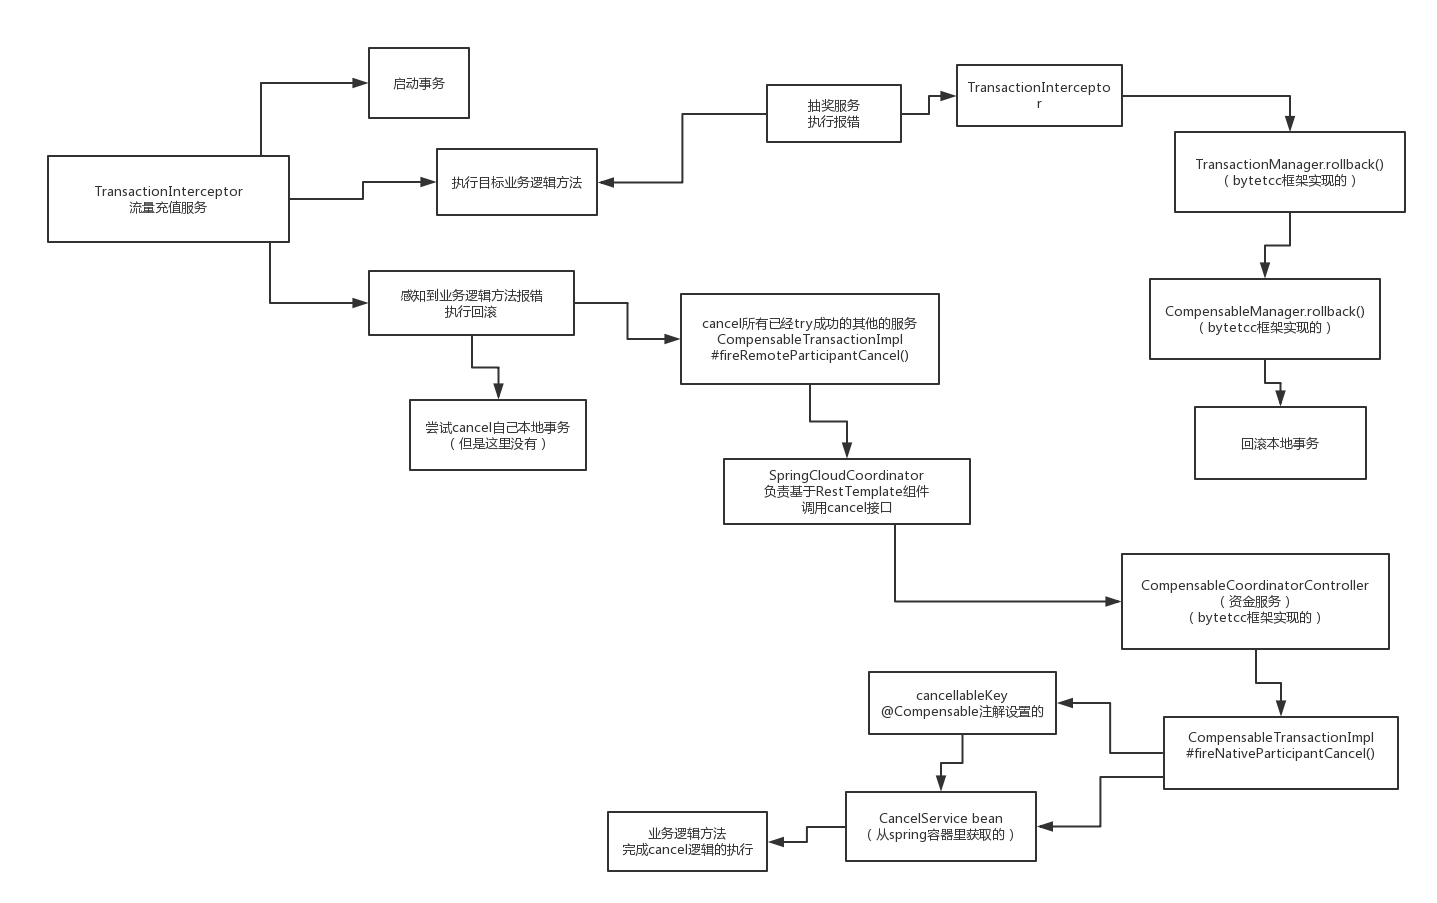 启动事务
抽奖服务
执行报错
TransactionIntercepto
r
TransactionManager.rollback()
（bytetcc框架实现的）
TransactionInterceptor
流量充值服务
执行目标业务逻辑方法
感知到业务逻辑方法报错
执行回滚
cancel所有已经try成功的其他的服务
CompensableTransactionImpl
#fireRemoteParticipantCancel()
CompensableManager.rollback()
（bytetcc框架实现的）
尝试cancel自己本地事务
（但是这里没有）
回滚本地事务
SpringCloudCoordinator
负责基于RestTemplate组件
调用cancel接口
CompensableCoordinatorController
（资金服务）
（bytetcc框架实现的）
cancellableKey
@Compensable注解设置的
CompensableTransactionImpl
#fireNativeParticipantCancel()
CancelService bean
（从spring容器里获取的）
业务逻辑方法
完成cancel逻辑的执行